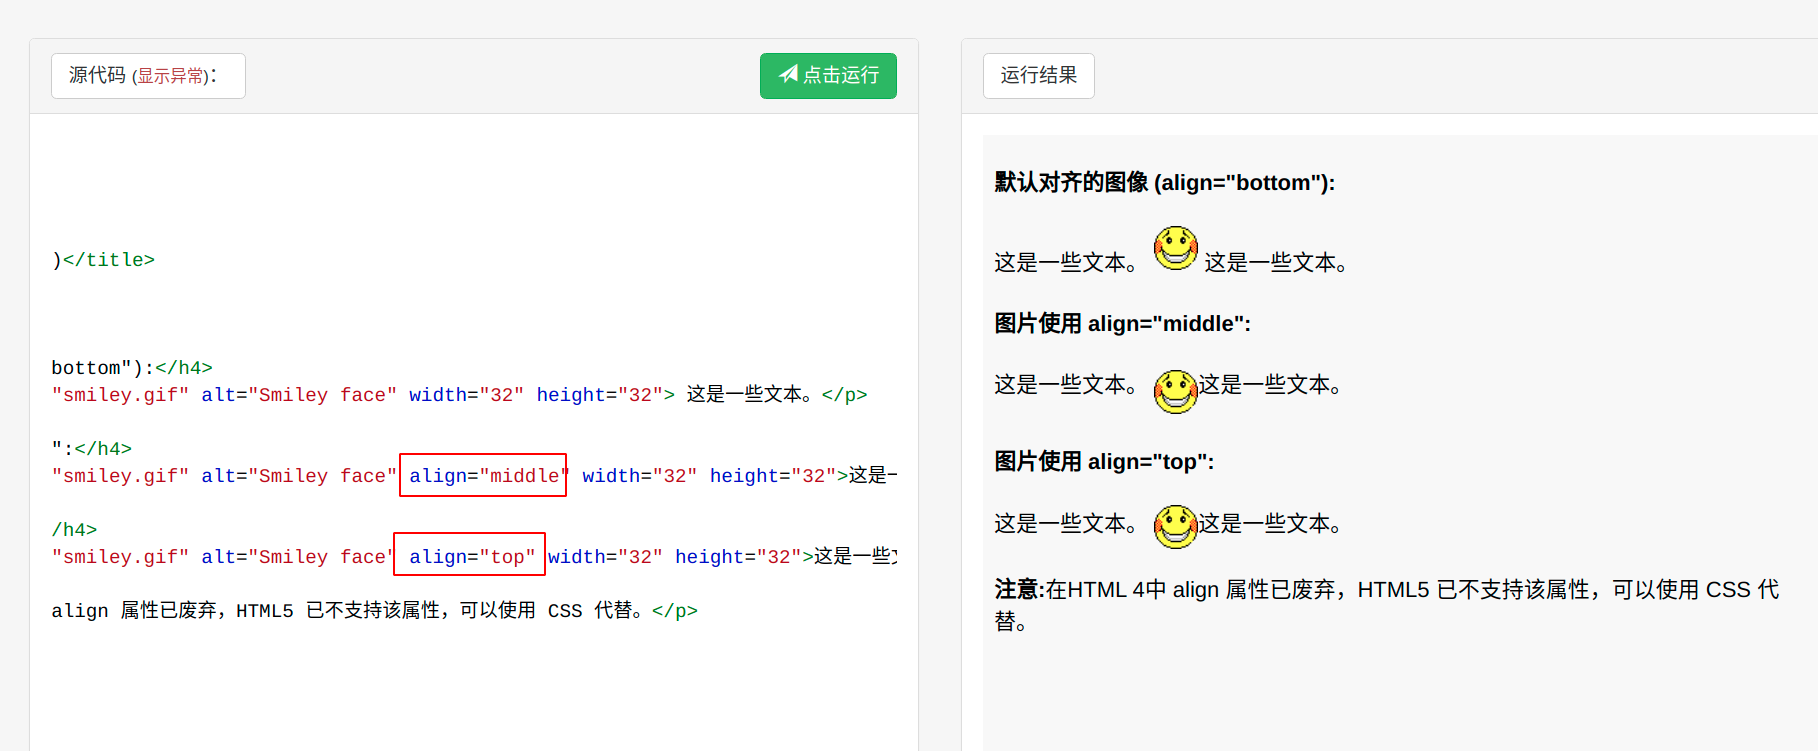 源代码 (显示异常)：
点击运行
)</title>
bottom"):</h4>
"smiley.gif" alt="Smiley face" width="32" height="32"> 这是一些文本。</p>
":</h4>
"smiley.gif" alt="Smiley face" align="middle" width="32" height="32">这是一
/h4>
"smiley.gif" alt="Smiley face" align="top" width="32" height="32">这是一些文
align 属性已废弃，HTML5 已不支持该属性，可以使用 CSS 代替。</p>
运行结果
默认对齐的图像 (align="bottom"):
这是一些文本。 这是一些文本。
图片使用 align="middle":
这是一些文本。 这是一些文本。
图片使用 align="top":
这是一些文本。 这是一些文本。
注意:在HTML 4中 align 属性已废弃，HTML5 已不支持该属性，可以使用 CSS 代
替。